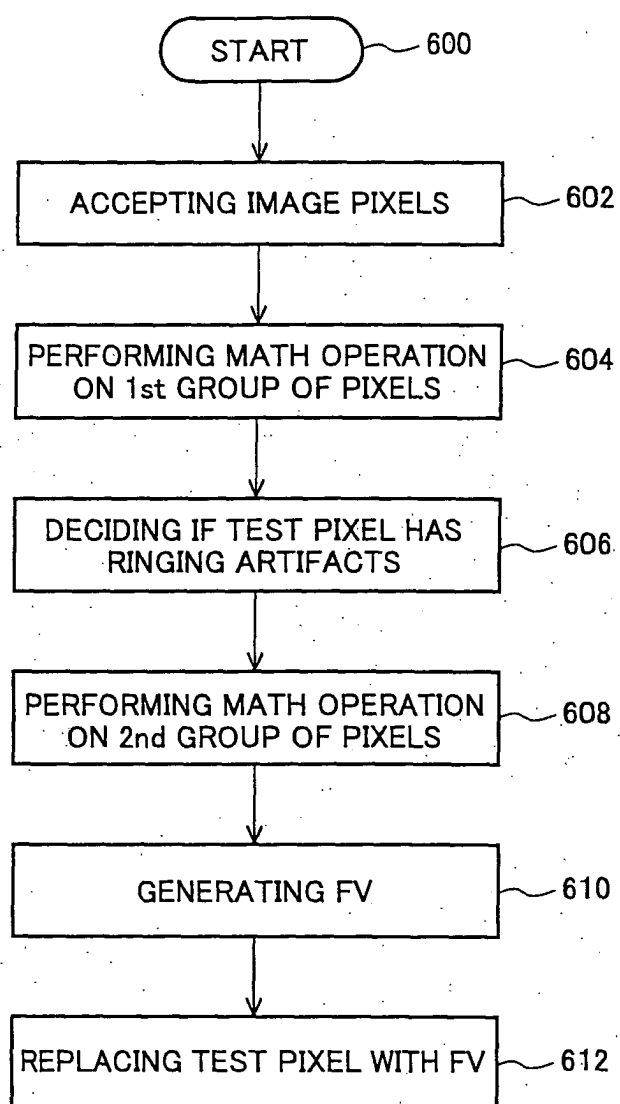 START
600
ACCEPTING IMAGE PIXELS
602
PERFORMING MATH OPERATION
ON 1st GROUP OF PIXELS
604
DECIDING IF TEST PIXEL HAS
RINGING ARTIFACTS
606
PERFORMING MATH OPERATION
ON 2nd GROUP OF PIXELS
608
GENERATING FV
610
REPLACING TEST PIXEL WITH FV
612